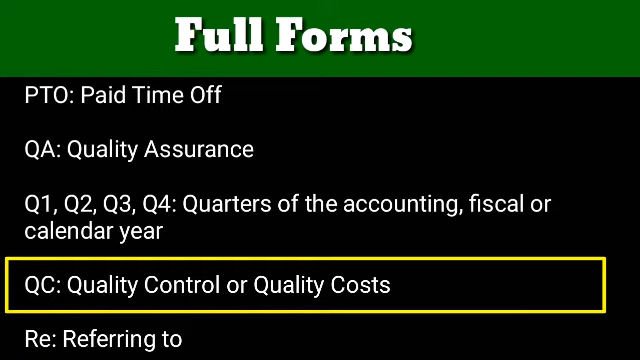 Full Forms
PTO: Paid Time Off
QA: Quality Assurance
Q1, Q2, Q3, Q4: Quarters of the accounting, fiscal or
calendar year
QC: Quality Control or Quality Costs
Re: Referring to